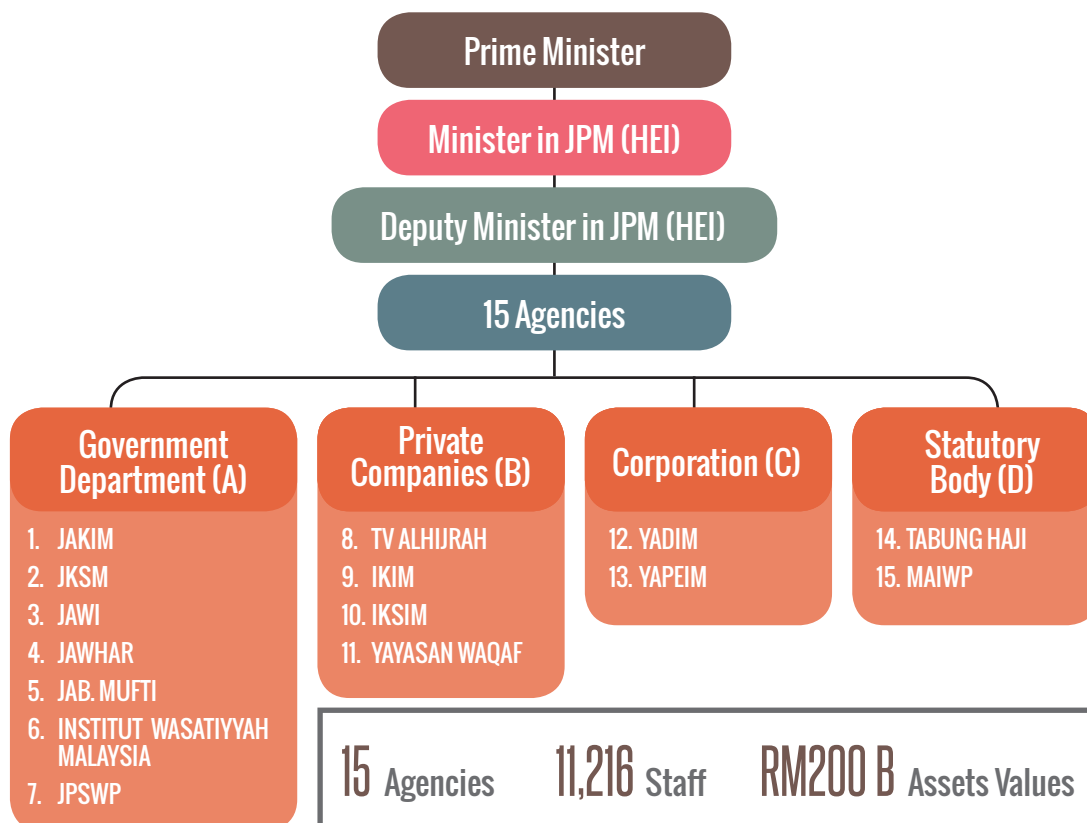 Prime Minister
Minister in JPM (HEI)
Deputy Minister in JPM (HEI)
15 Agencies
Government
Department (A)
1. JAKIM
2. JKSM
3. JAWI
4. JAWHAR
5. JAB. MUFTI
6. INSTITUT WASATIYYAH
MALAYSIA
7. JPSWP
Private
Companies (B)
8. TV ALHIJRAH
9. IKIM
10. IKSIM
11. YAYASAN WAQAF
Corporation (C)
12. YADIM
13. YAPEIM
Statutory
Body (D)
14. TABUNG HAJI
15. MAIWP
15 Agencies 11,216 Staff RM200 B Assets Values